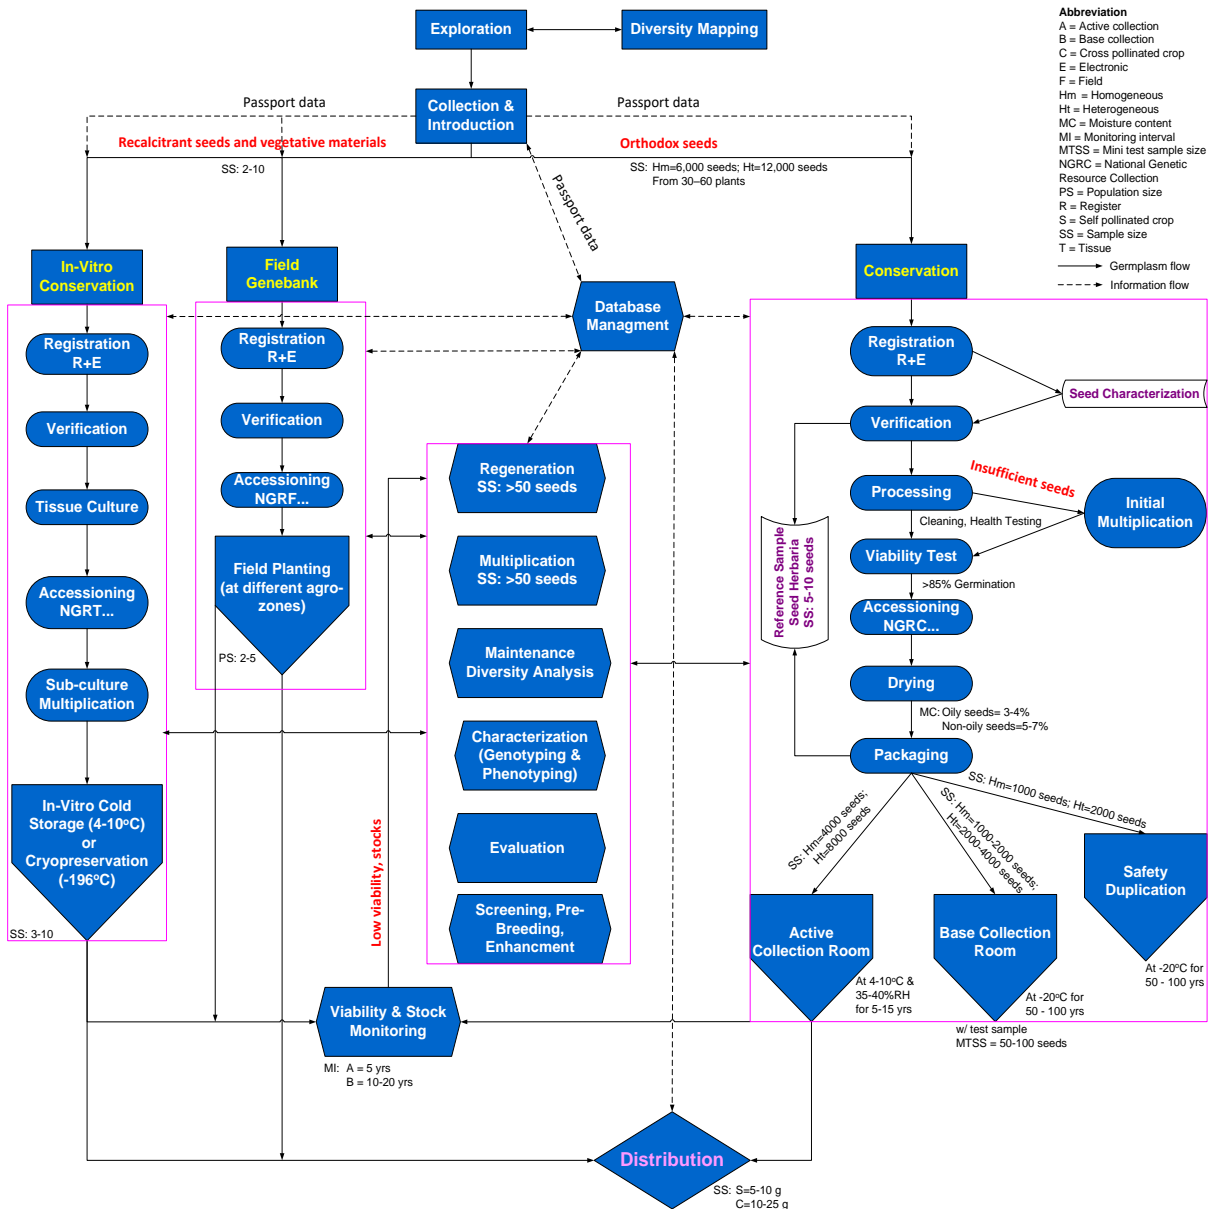 Exploration
Diversity Mapping
Abbreviation
A = Active collection
B = Base collection
C = Cross pollinated crop
E = Electronic
F = Field
Hm = Homogeneous
Ht = Heterogeneous
MC = Moisture content
MI = Monitoring interval
MTSS = Mini test sample size
NGRC = National Genetic
Resource Collection
PS = Population size
R = Register
S = Self pollinated crop
SS = Sample size
T = Tissue
Germplasm flow
Information flow
Passport data
Collection &
Introduction
Passport data
Recalcitrant seeds and vegetative materials
Orthodox seeds
SS: 2-10
SS: Hm=6,000 seeds; Ht=12,000 seeds
From 30–60 plants
Passport data
In-Vitro
Conservation
Field
Genebank
Conservation
Database
Managment
Registration
R+E
Verification
Tissue Culture
Accessioning
NGRT...
Sub-culture
Multiplication
In-Vitro Cold
Storage (4-10ºC)
or
Cryopreservation
(-196ºC)
SS: 3-10
Registration
R+E
Verification
Accessioning
NGRF...
Field Planting
(at different agro-
zones)
PS: 2-5
Regeneration
SS: >50 seeds
Multiplication
SS: >50 seeds
Maintenance
Diversity Analysis
Characterization
(Genotyping &
Phenotyping)
Evaluation
Screening, Pre-
Breeding,
Enhancment
Low viability, stocks
Registration
R+E
Seed Characterization
Verification
Insufficient seeds
Processing
Initial
Multiplication
Cleaning, Health Testing
Viability Test
>85% Germination
Reference Sample
Seed Herbaria
SS: 5-10 seeds
Accessioning
NGRC...
Drying
MC: Oily seeds= 3-4%
Non-oily seeds=5-7%
Packaging
SS: Hm=4000 seeds;
Ht=8000 seeds
SS: Hm=1000-2000 seeds;
Ht=2000-4000 seeds
SS: Hm=1000 seeds; Ht=2000 seeds
Active
Collection Room
Base Collection
Room
Safety
Duplication
At 4-10ºC &
35-40%RH
for 5-15 yrs
At -20ºC for
50 - 100 yrs
At -20ºC for
50 - 100 yrs
w/ test sample
MTSS = 50-100 seeds
Viability & Stock
Monitoring
MI: A = 5 yrs
B = 10-20 yrs
Distribution
SS: S=5-10 g
C=10-25 g